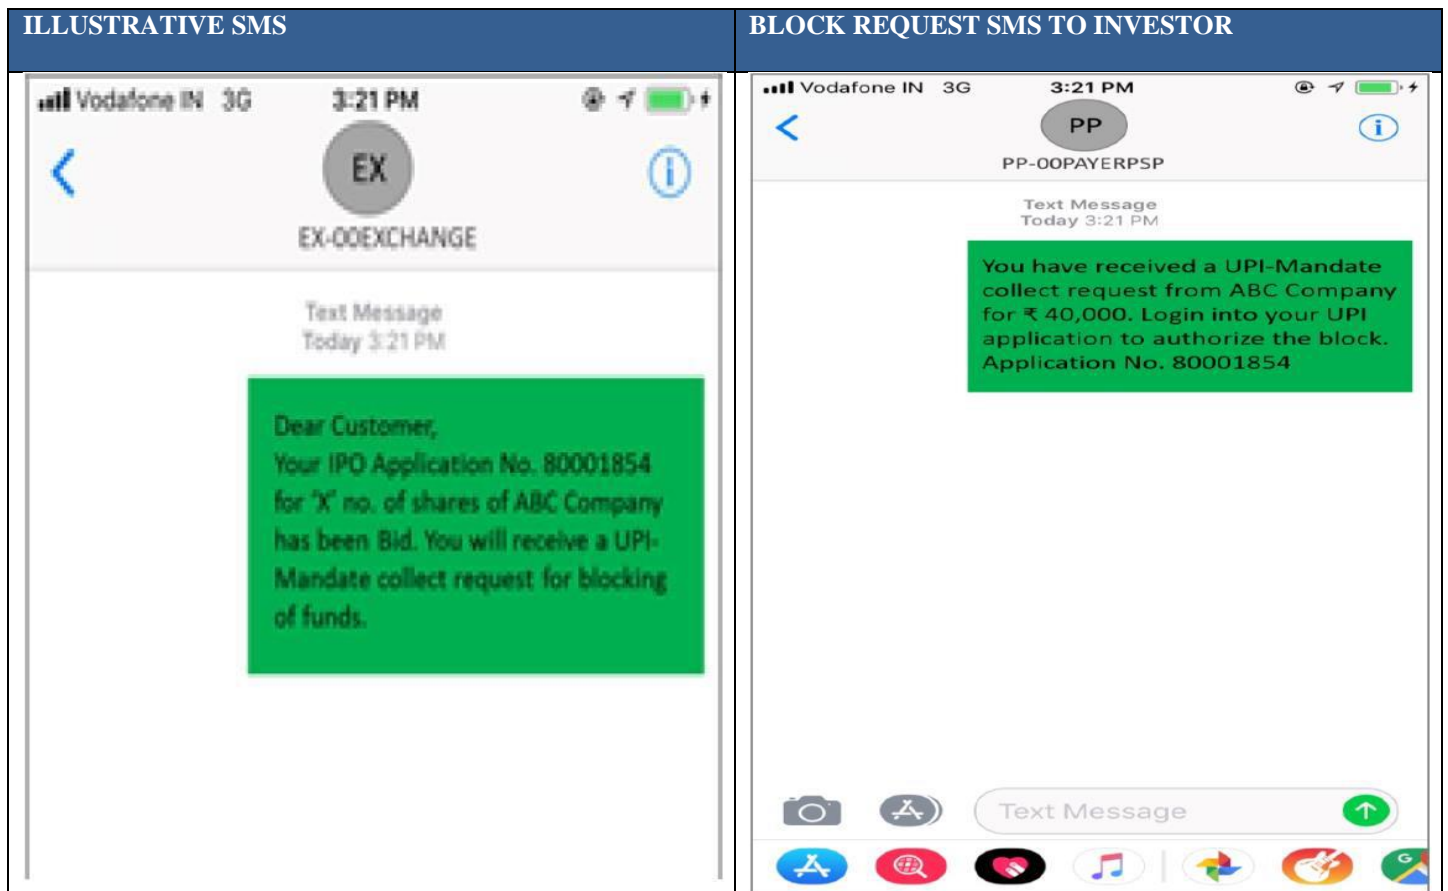 ILLUSTRATIVE SMS
BLOCK REQUEST SMS TO INVESTOR
Vodafone IN 3G 3:21 PM
EX
EX-00EXCHANGE
Text Message
Today 3:21 PM
Dear Customer,
Your IPO Application No. 80001854
for 'X' no. of shares of ABC Company
has been Bid. You will receive a UPI-
Mandate collect request for blocking
of funds.
Vodafone IN 3G 3:21 PM
PP
PP-00PAYERPSP
Text Message
Today 3:21 PM
You have received a UPI-Mandate
collect request from ABC Company
for ₹ 40,000. Login into your UPI
application to authorize the block.
Application No. 80001854
Text Message
G